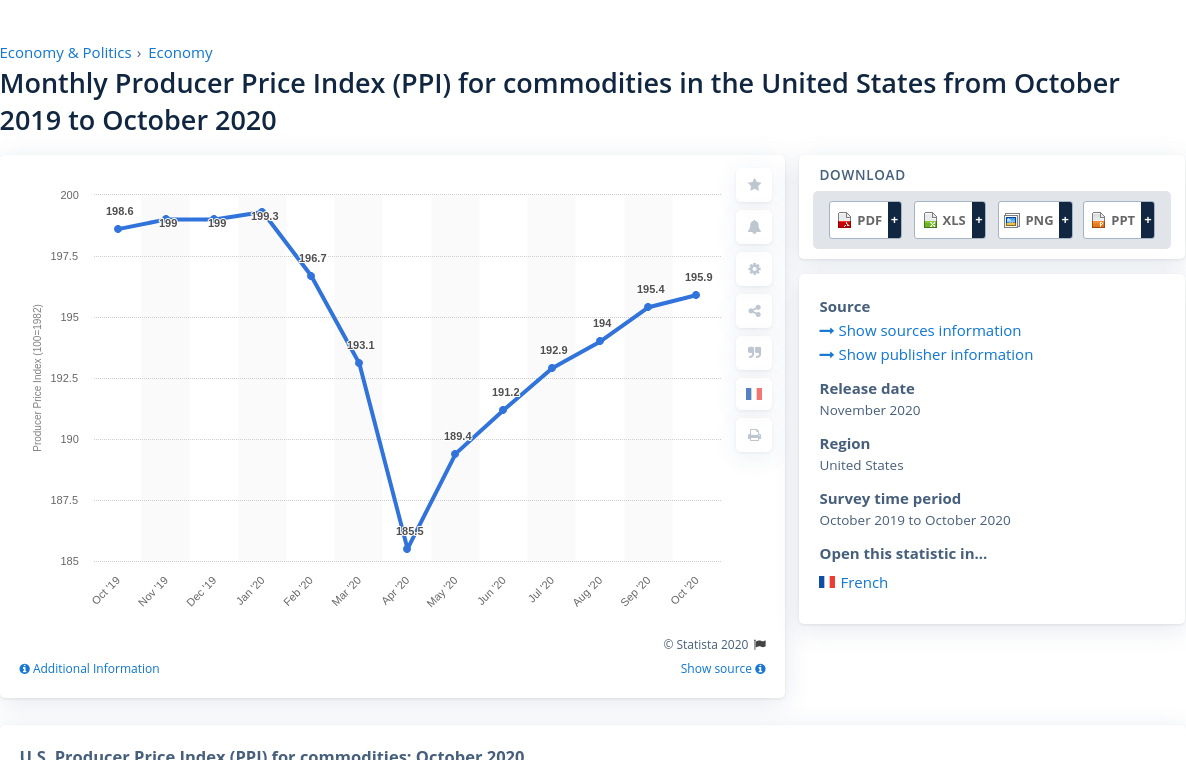 Economy & Politics › Economy
Monthly Producer Price Index (PPI) for commodities in the United States from October
2019 to October 2020
200
197.5
195
192.5
190
187.5
185
Producer Price Index (100=1982)
198.6
199
199
199.3
196.7
193.1
185.5
189.4
191.2
192.9
194
195.4
195.9
Oct '19
Nov '19
Dec '19
Jan '20
Feb '20
Mar '20
Apr '20
May '20
Jun '20
Jul '20
Aug '20
Sep '20
Oct '20
© Statista 2020
Additional Information
Show source
DOWNLOAD
PDF + XLS + PNG + PPT +
Source
Show sources information
Show publisher information
Release date
November 2020
Region
United States
Survey time period
October 2019 to October 2020
Open this statistic in...
French
U.S. Producer Price Index (PPI) for commodities: October 2020